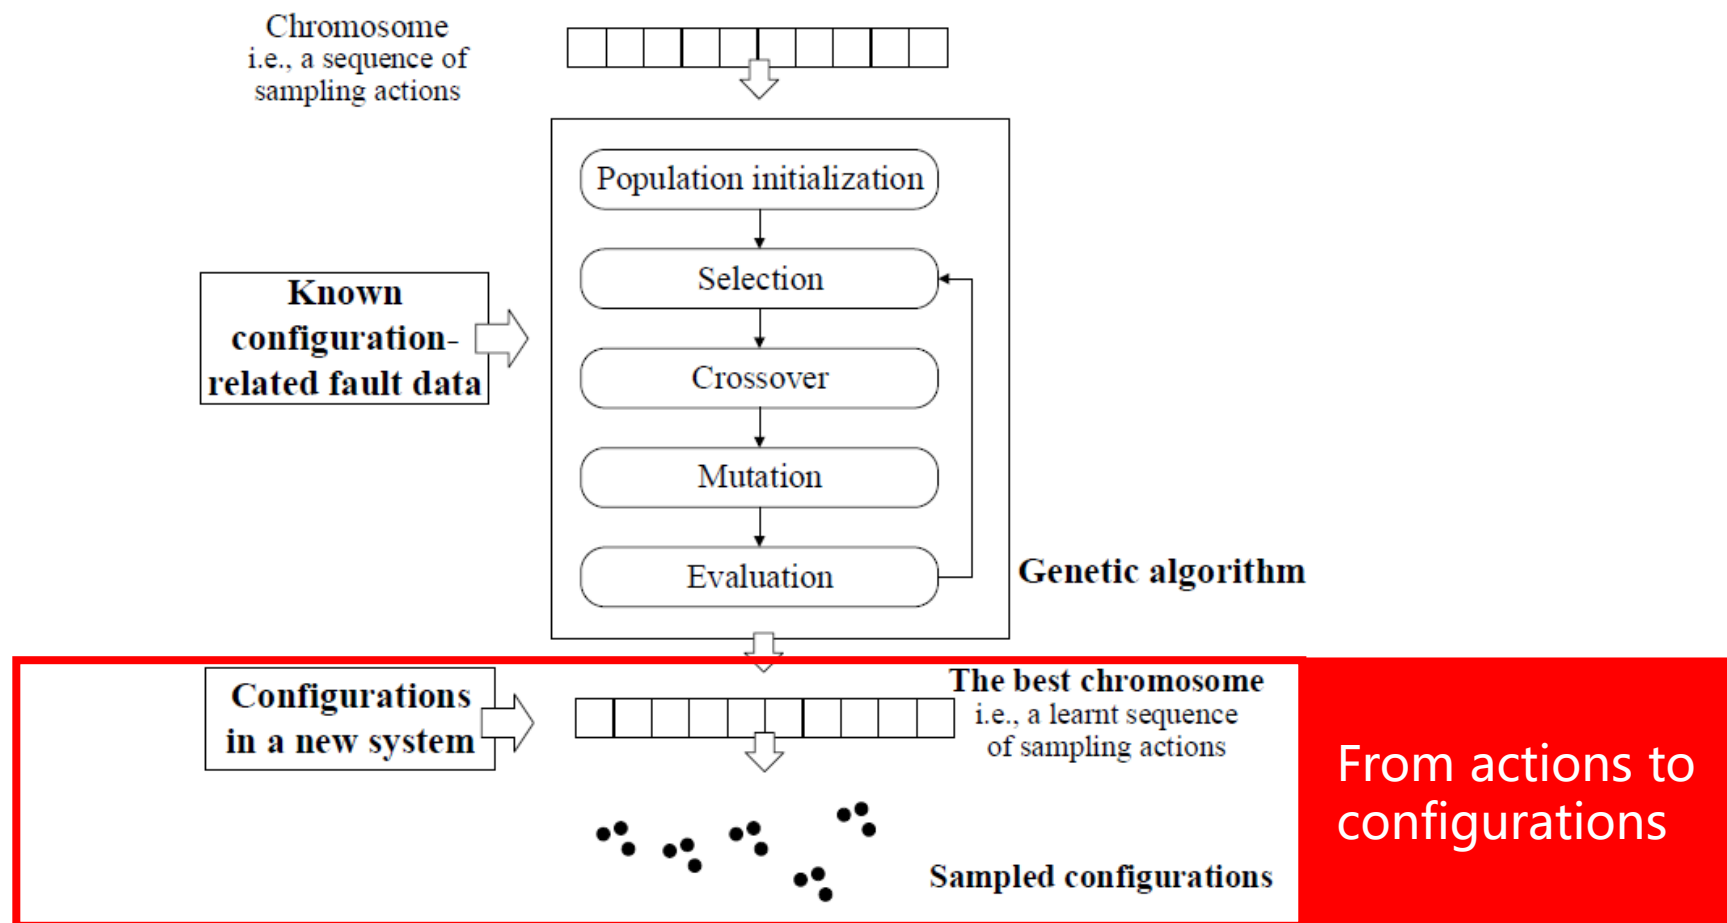 Chromosome
i.e., a sequence of
sampling actions
Population initialization
Selection
Known
configuration-
related fault data
Crossover
Mutation
Evaluation
Genetic algorithm
Configurations
in a new system
The best chromosome
i.e., a learnt sequence
of sampling actions
From actions to
configurations
Sampled configurations